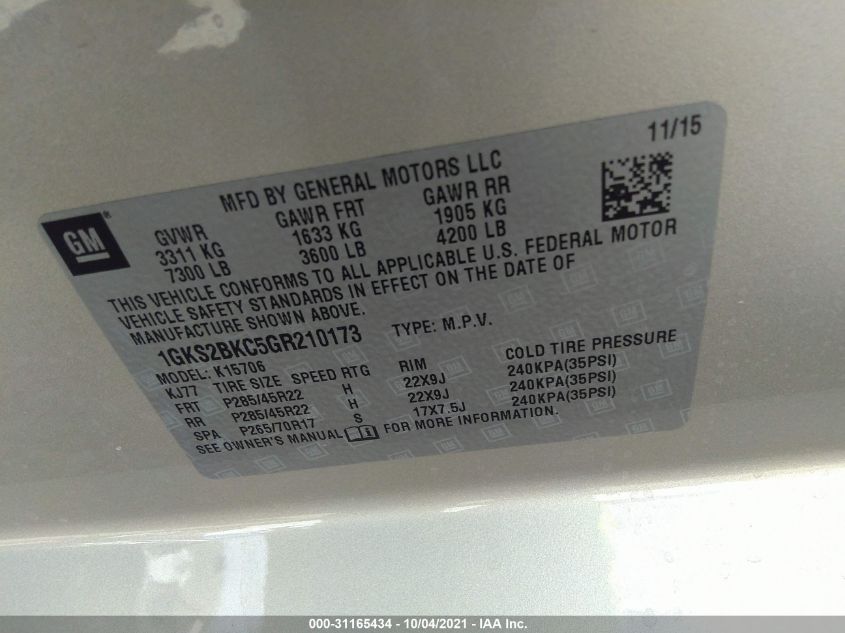 11/15
MFD BY GENERAL MOTORS LLC
GM®
GVWR GAWR FRT GAWR RR
3311 KG 1633 KG 1905 KG
7300 LB 3600 LB 4200 LB
THIS VEHICLE CONFORMS TO ALL APPLICABLE U.S. FEDERAL MOTOR
VEHICLE SAFETY STANDARDS IN EFFECT ON THE DATE OF
MANUFACTURE SHOWN ABOVE.
1GKS2BKC5GR210173 TYPE: M.P.V.
MODEL: K15706
KJ77 TIRE SIZE SPEED RTG RIM COLD TIRE PRESSURE
FRT P285/45R22 H 22X9J 240KPA(35PSI)
RR P285/45R22 H 22X9J 240KPA(35PSI)
SPA P265/70R17 S 17X7.5J 240KPA(35PSI)
SEE OWNER'S MANUAL FOR MORE INFORMATION.
000-31165434 - 10/04/2021 - IAA Inc.